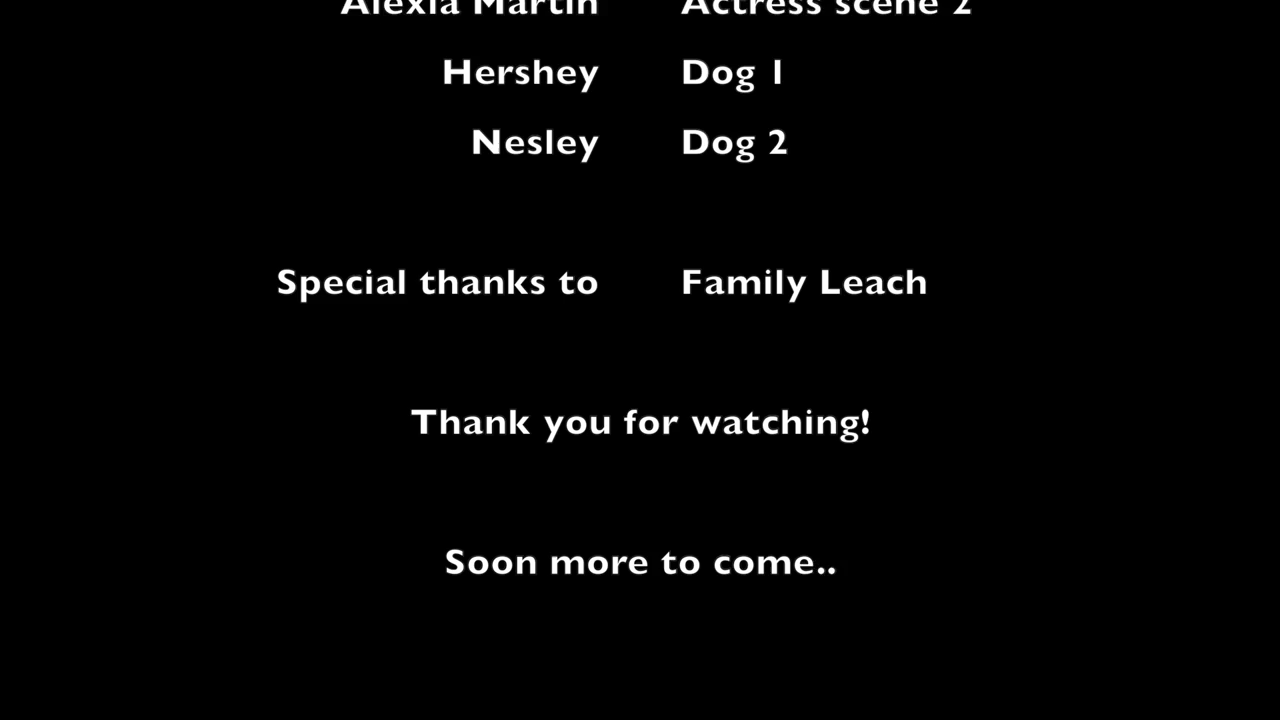 Alexia Martin Actress scene 2
Hershey Dog 1
Nesley Dog 2
Special thanks to Family Leach
Thank you for watching!
Soon more to come..